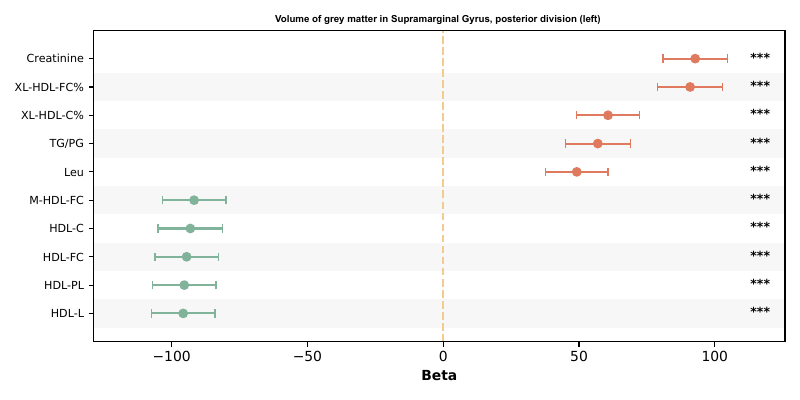 Volume of grey matter in Supramarginal Gyrus, posterior division (left)
Creatinine ***
XL-HDL-FC% ***
XL-HDL-C% ***
TG/PG ***
Leu ***
M-HDL-FC ***
HDL-C ***
HDL-FC ***
HDL-PL ***
HDL-L ***
−100 −50 0 50 100
Beta